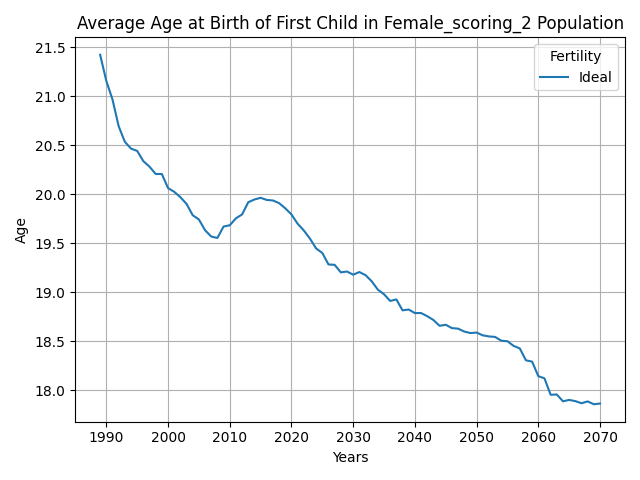 Average Age at Birth of First Child in Female_scoring_2 Population
Fertility
Ideal
21.5
21.0
20.5
20.0
19.5
19.0
18.5
18.0
Age
1990 2000 2010 2020 2030 2040 2050 2060 2070
Years